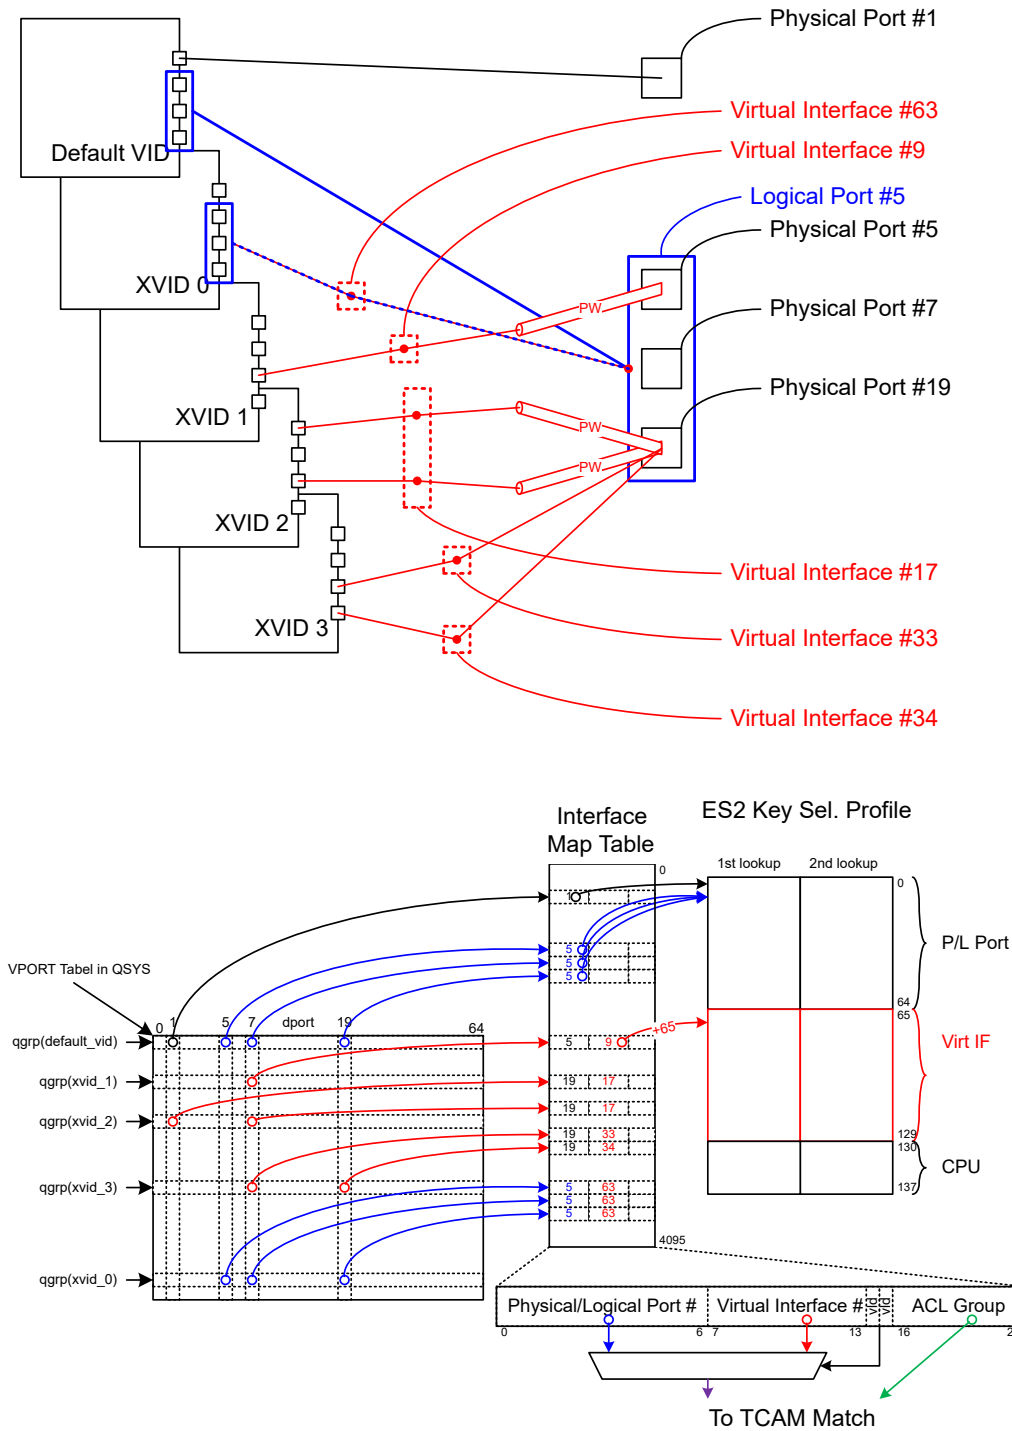 Physical Port #1
Virtual Interface #63
Virtual Interface #9
Default VID
Logical Port #5
Physical Port #5
XVID 0
PW
Physical Port #7
Physical Port #19
XVID 1
PW
PW
XVID 2
Virtual Interface #17
XVID 3
Virtual Interface #33
Virtual Interface #34
Interface
Map Table
ES2 Key Sel. Profile
1st lookup 2nd lookup
0
0
1
P/L Port
5
5
5
VPORT Tabel in QSYS
64
65
0 1 5 7 dport 19 64
+65
qgrp(default_vid)
5 9
Virt IF
qgrp(xvid_1)
19 17
qgrp(xvid_2)
19 17
19 33
129
130
19 34
CPU
qgrp(xvid_3)
5 63
137
5 63
5 63
4095
qgrp(xvid_0)
Physical/Logical Port # Virtual Interface # vid vid ACL Group
0 6 7 13 16 2
To TCAM Match